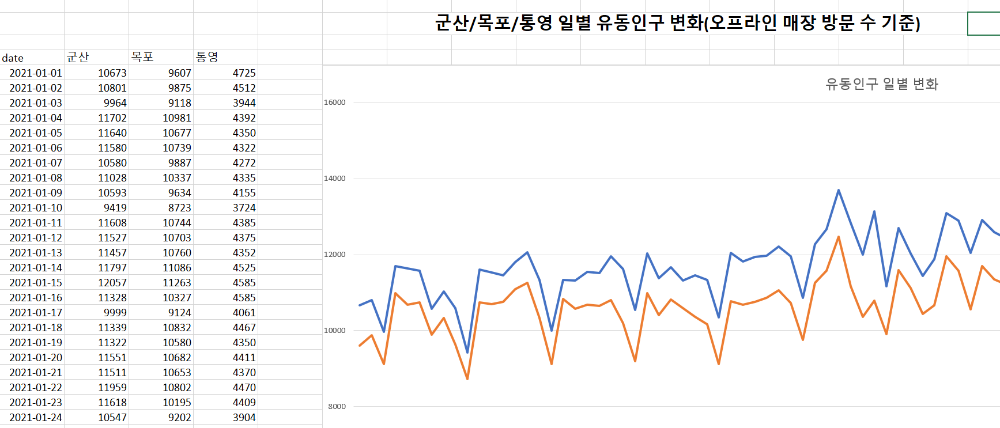 군산/목포/통영 일별 유동인구 변화(오프라인 매장 방문 수 기준)
date 군산 목포 통영
2021-01-01 10673 9607 4725
2021-01-02 10801 9875 4512
2021-01-03 9964 9118 3944
2021-01-04 11702 10981 4392
2021-01-05 11640 10677 4350
2021-01-06 11580 10739 4322
2021-01-07 10580 9887 4272
2021-01-08 11028 10337 4335
2021-01-09 10593 9634 4155
2021-01-10 9419 8723 3724
2021-01-11 11608 10744 4385
2021-01-12 11527 10703 4375
2021-01-13 11457 10760 4352
2021-01-14 11797 11086 4525
2021-01-15 12057 11263 4585
2021-01-16 11328 10327 4585
2021-01-17 9999 9124 4061
2021-01-18 11339 10832 4467
2021-01-19 11322 10580 4350
2021-01-20 11551 10682 4411
2021-01-21 11511 10653 4370
2021-01-22 11959 10802 4470
2021-01-23 11618 10195 4409
2021-01-24 10547 9202 3904
유동인구 일별 변화
16000
14000
12000
10000
8000